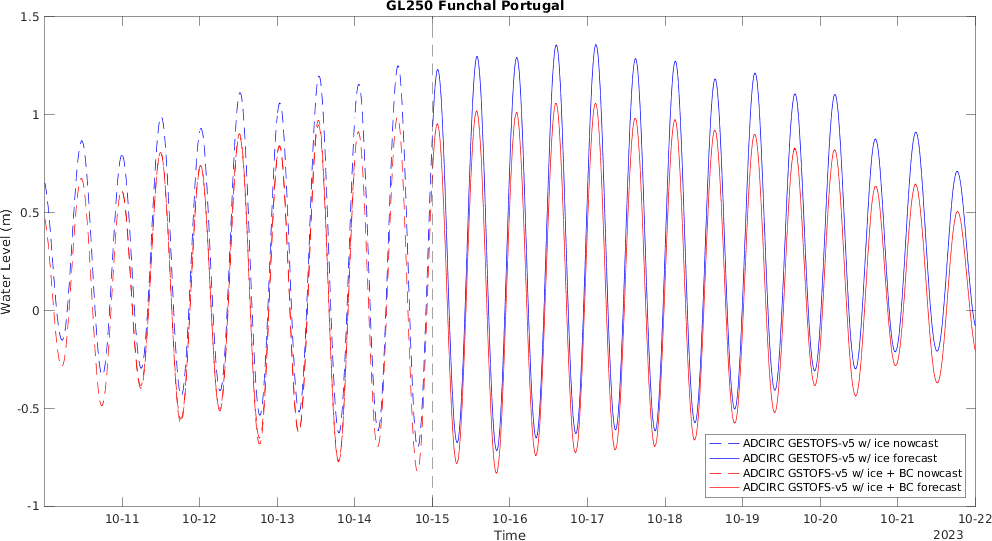 GL250 Funchal Portugal
1.5
1
0.5
0
-0.5
-1
Water Level (m)
10-11 10-12 10-13 10-14 10-15 10-16 10-17 10-18 10-19 10-20 10-21 10-22
Time
2023
ADCIRC GESTOFS-v5 w/ ice nowcast
ADCIRC GESTOFS-v5 w/ ice forecast
ADCIRC GSTOFS-v5 w/ ice + BC nowcast
ADCIRC GSTOFS-v5 w/ ice + BC forecast